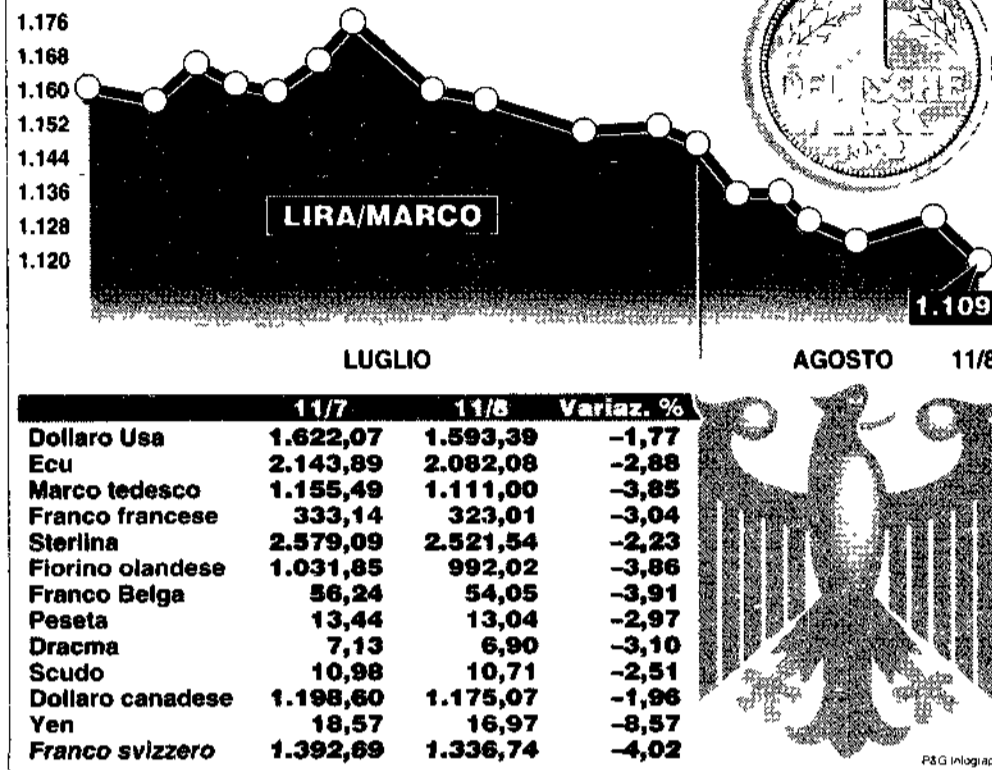 1.176
1.168
1.160
1.152
1.144
1.136
1.128
1.120
LIRA/MARCO
1.109
LUGLIO AGOSTO 11/8
11/7 11/8 Variaz. %
Dollaro Usa 1.622,07 1.593,39 -1,77
Ecu 2.143,89 2.082,08 -2,88
Marco tedesco 1.155,49 1.111,00 -3,85
Franco francese 333,14 323,01 -3,04
Sterlina 2.579,09 2.521,54 -2,23
Fiorino olandese 1.031,85 992,02 -3,86
Franco Belga 56,24 54,05 -3,91
Peseta 13,44 13,04 -2,97
Dracma 7,13 6,90 -3,10
Scudo 10,98 10,71 -2,51
Dollaro canadese 1.198,60 1.175,07 -1,96
Yen 18,57 16,97 -8,57
Franco svizzero 1.392,69 1.336,74 -4,02
P&G Infograp